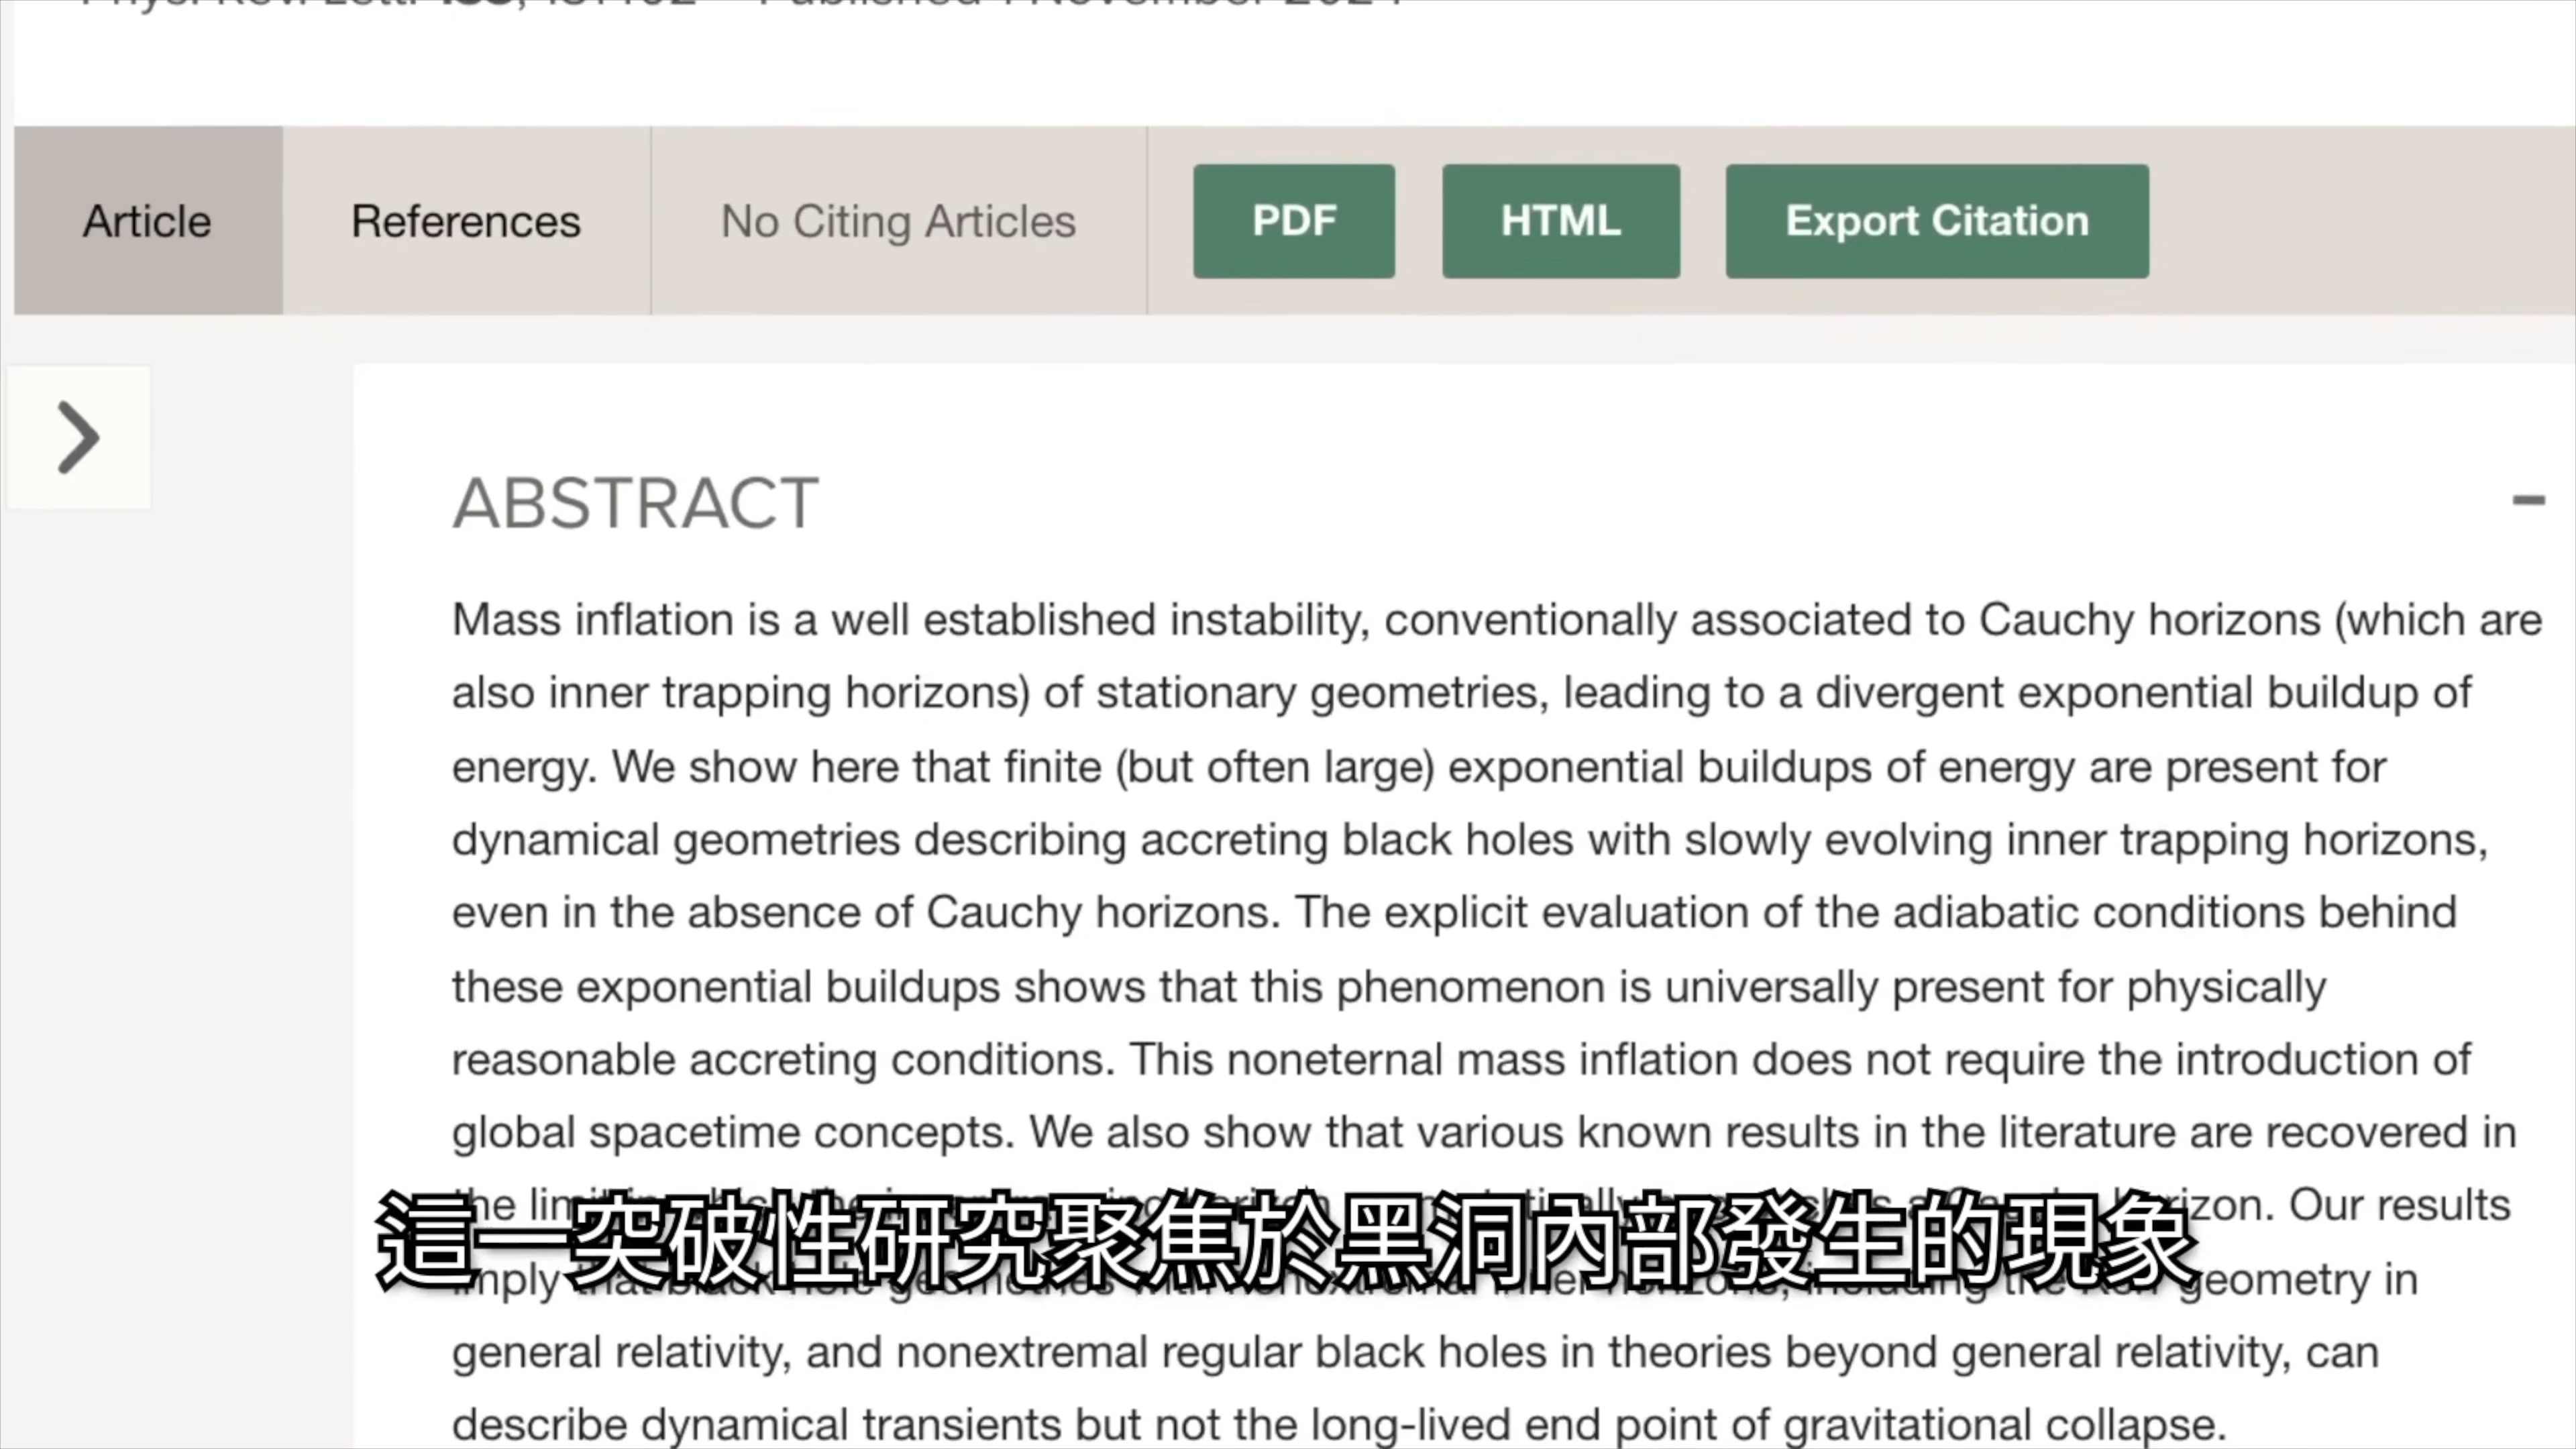 Published 1 November 2024
Article
References
No Citing Articles
PDF
HTML
Export Citation
ABSTRACT
Mass inflation is a well established instability, conventionally associated to Cauchy horizons (which are
also inner trapping horizons) of stationary geometries, leading to a divergent exponential buildup of
energy. We show here that finite (but often large) exponential buildups of energy are present for
dynamical geometries describing accreting black holes with slowly evolving inner trapping horizons,
even in the absence of Cauchy horizons. The explicit evaluation of the adiabatic conditions behind
these exponential buildups shows that this phenomenon is universally present for physically
reasonable accreting conditions. This noneternal mass inflation does not require the introduction of
global spacetime concepts. We also show that various known results in the literature are recovered in
the horizon. Our results
這一突破性研究聚焦於黑洞內部發生的現象
imply geometry in
general relativity, and nonextremal regular black holes in theories beyond general relativity, can
describe dynamical transients but not the long-lived end point of gravitational collapse.